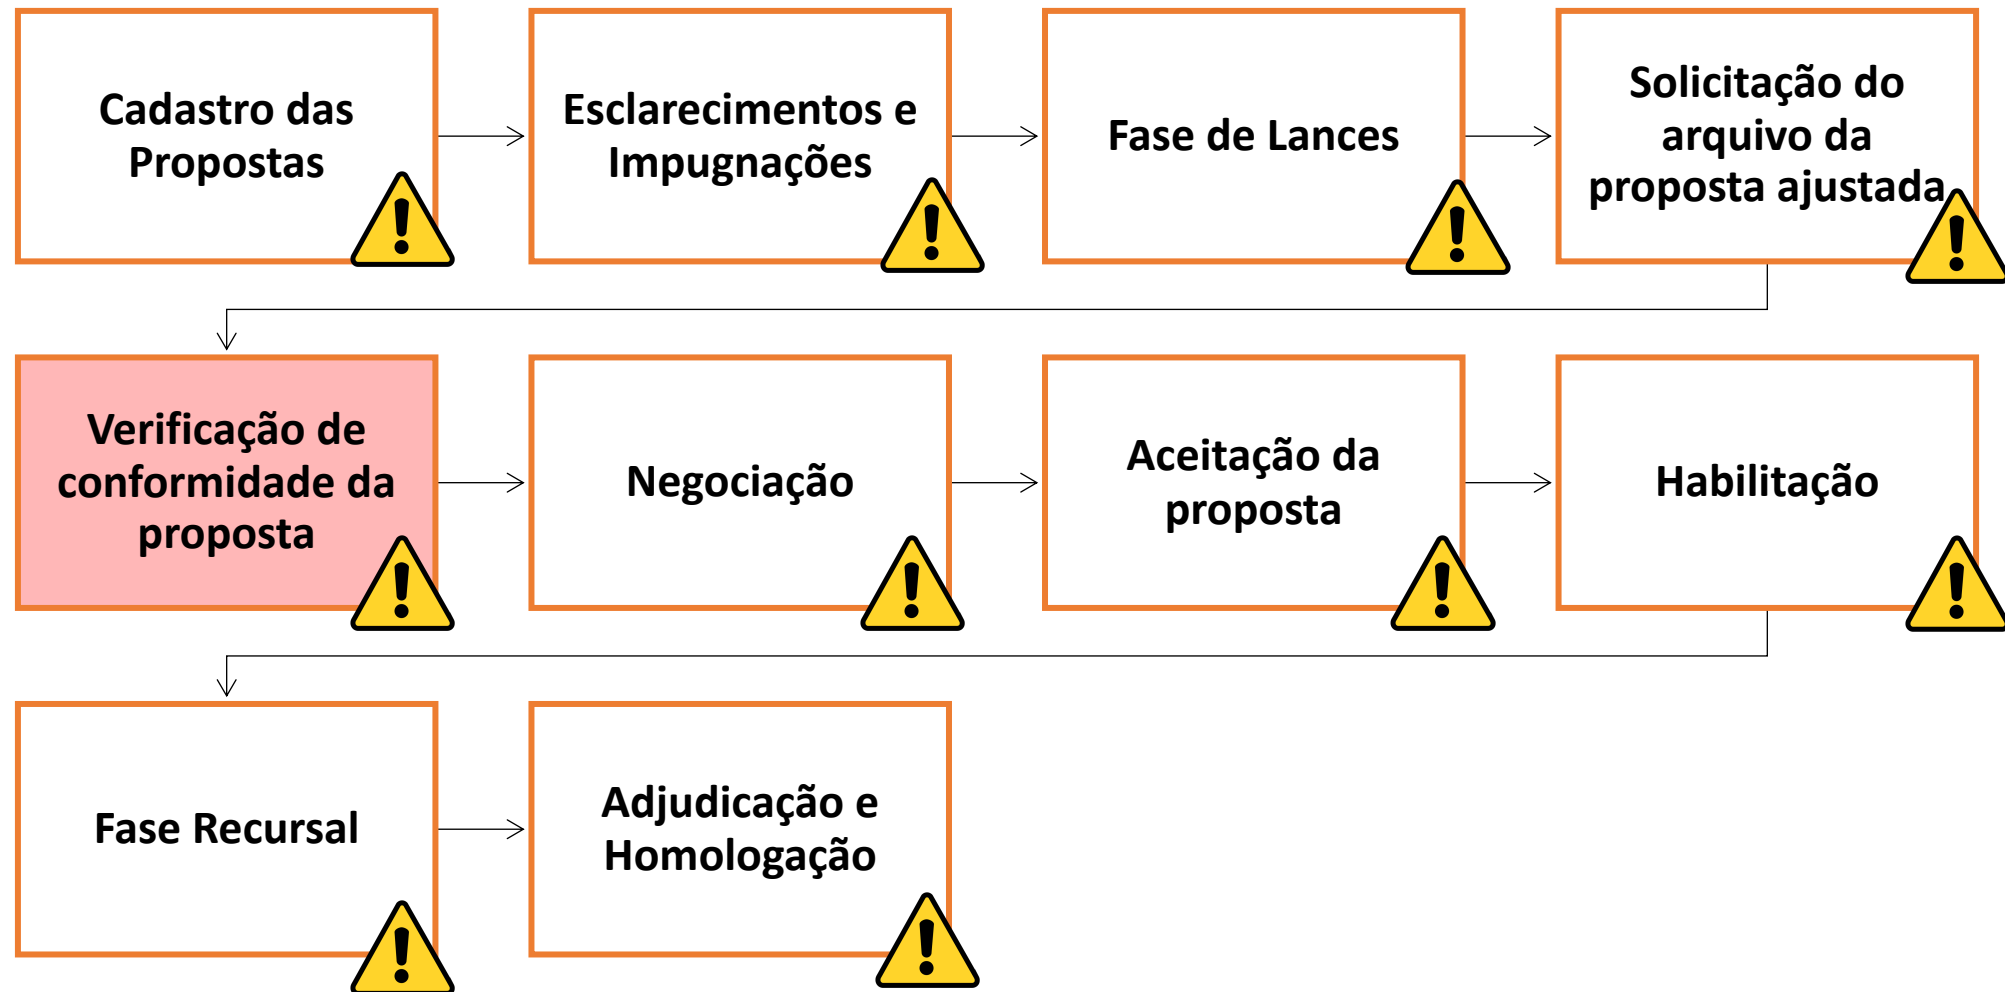 Cadastro das
Propostas
Esclarecimentos e
Impugnações
Fase de Lances
Solicitação do
arquivo da
proposta ajustada
Verificação de
conformidade da
proposta
Negociação
Aceitação da
proposta
Habilitação
Fase Recursal
Adjudicação e
Homologação